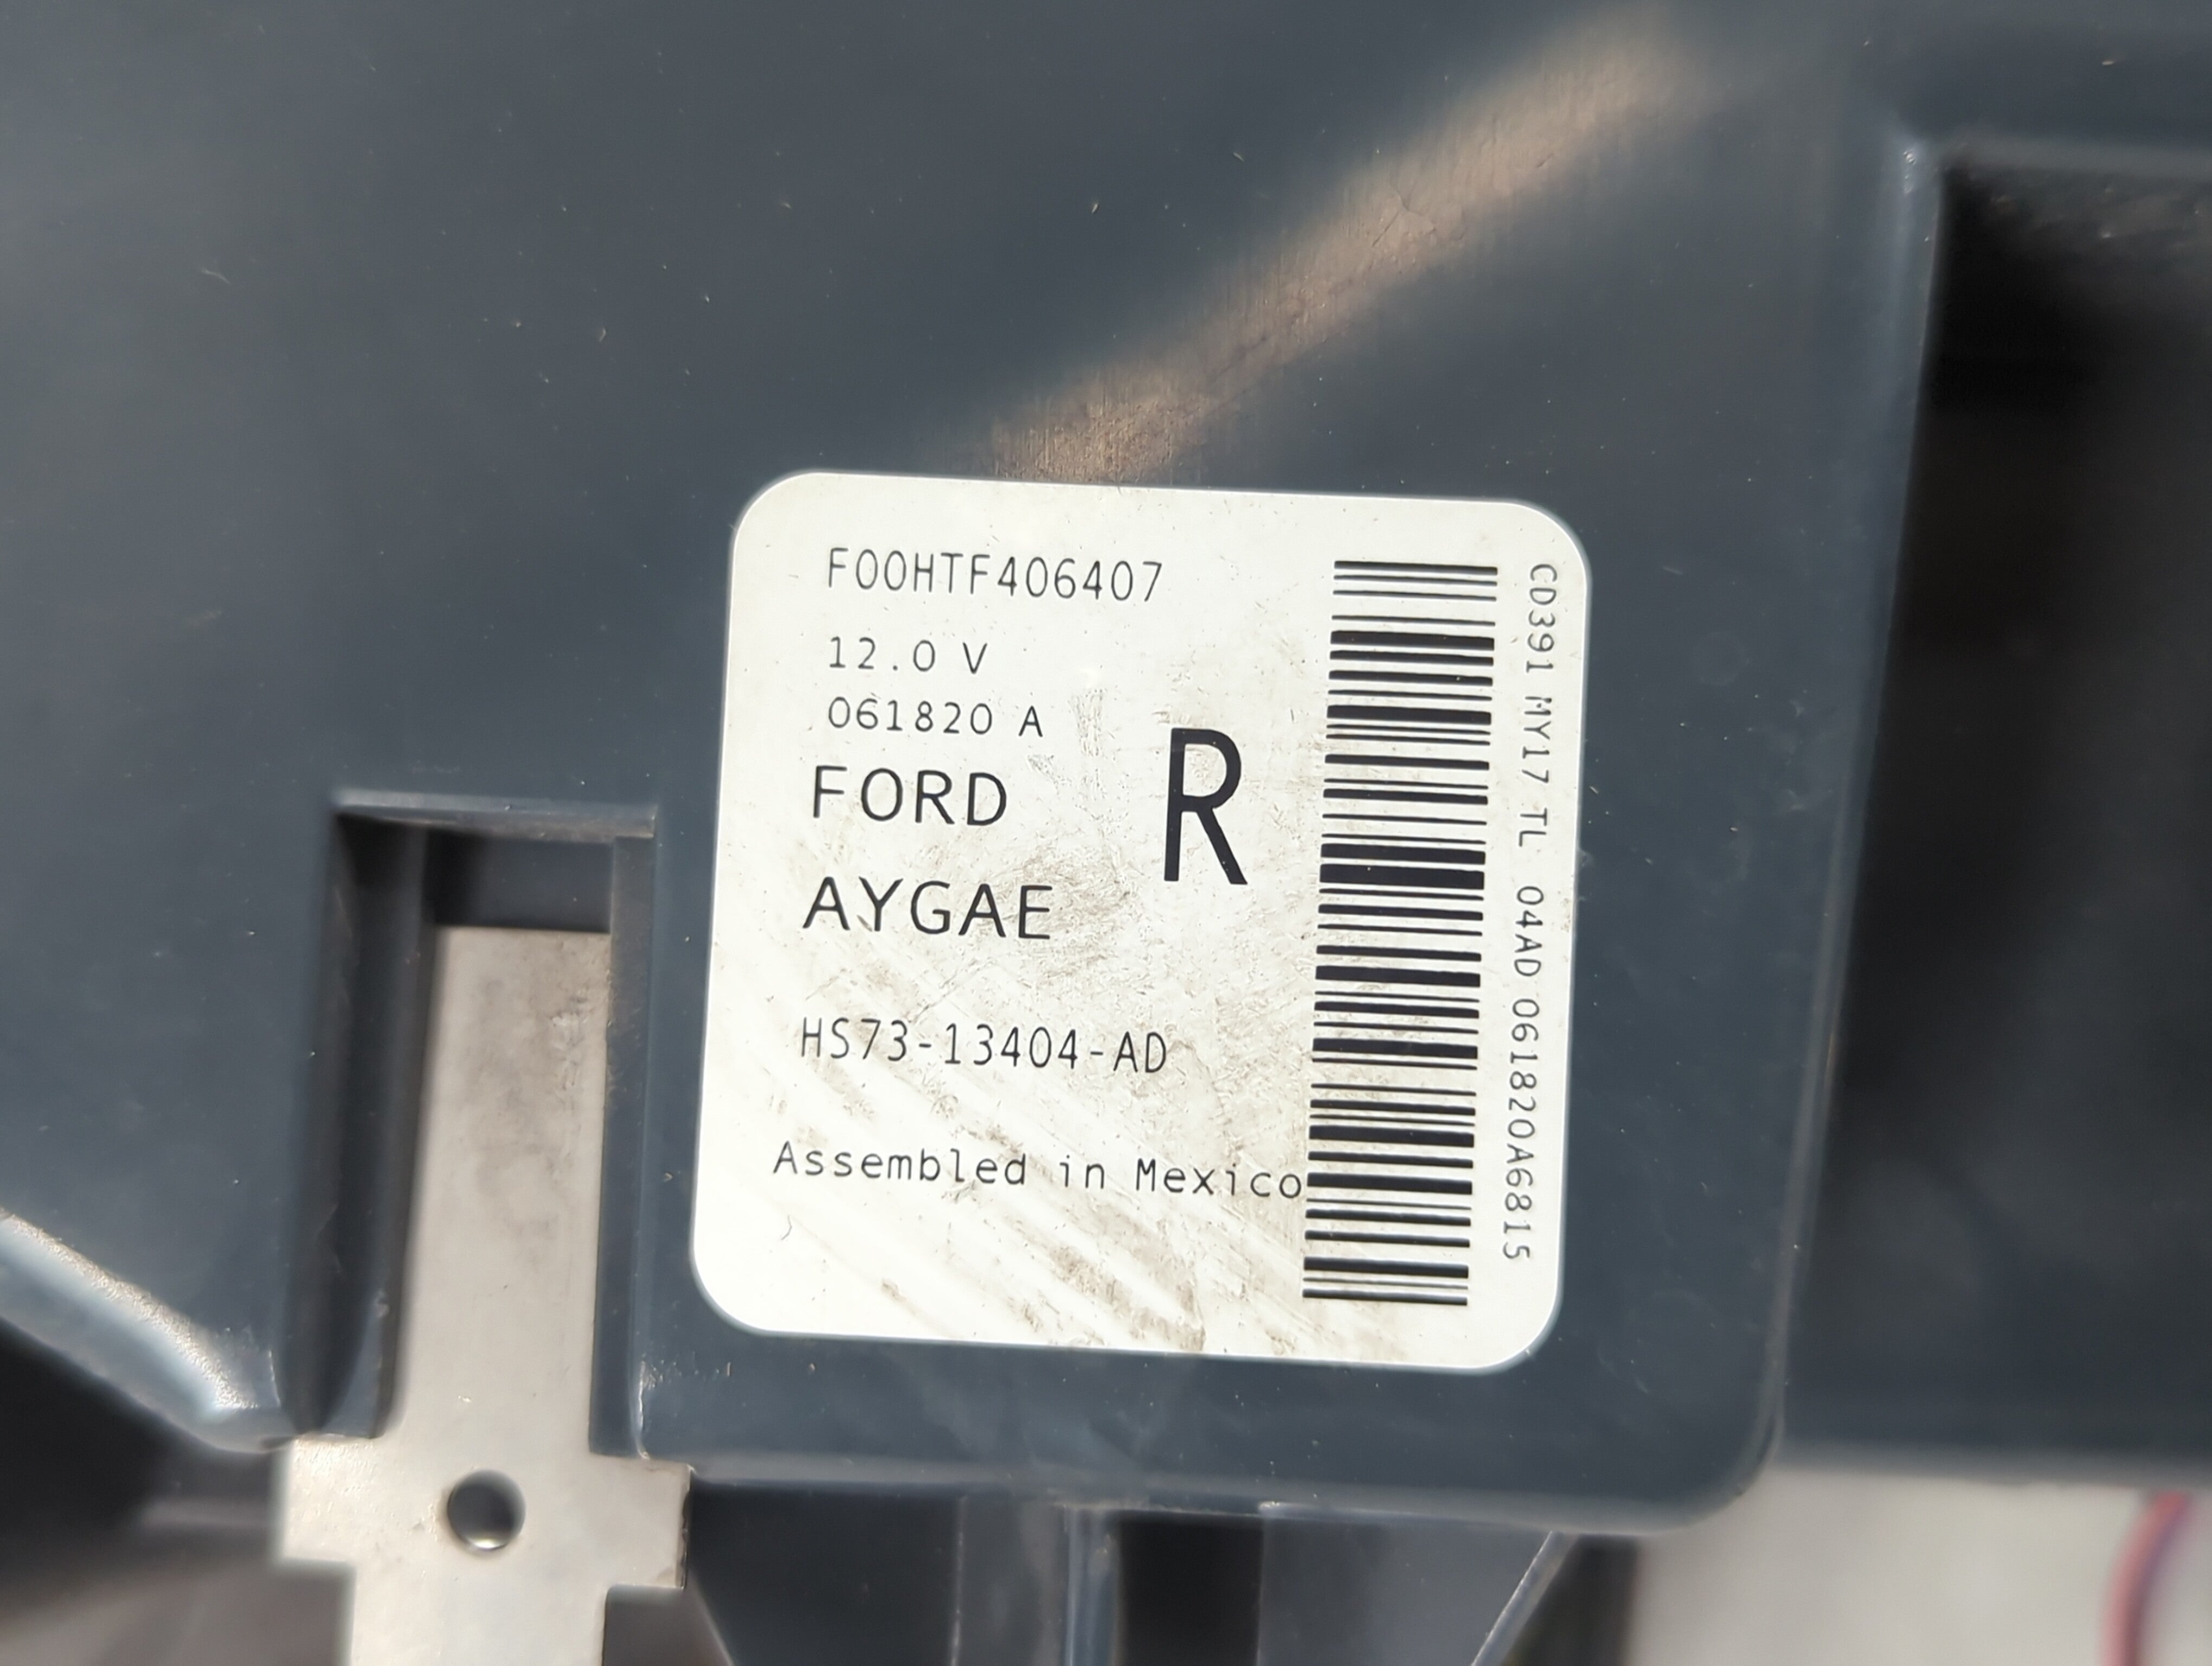 F00HTF406407
12.0 V
061820 A
FORD
R
AYGAE
HS73-13404-AD
Assembled in Mexico
CD391 MY17 TL 04AD 061820A6815